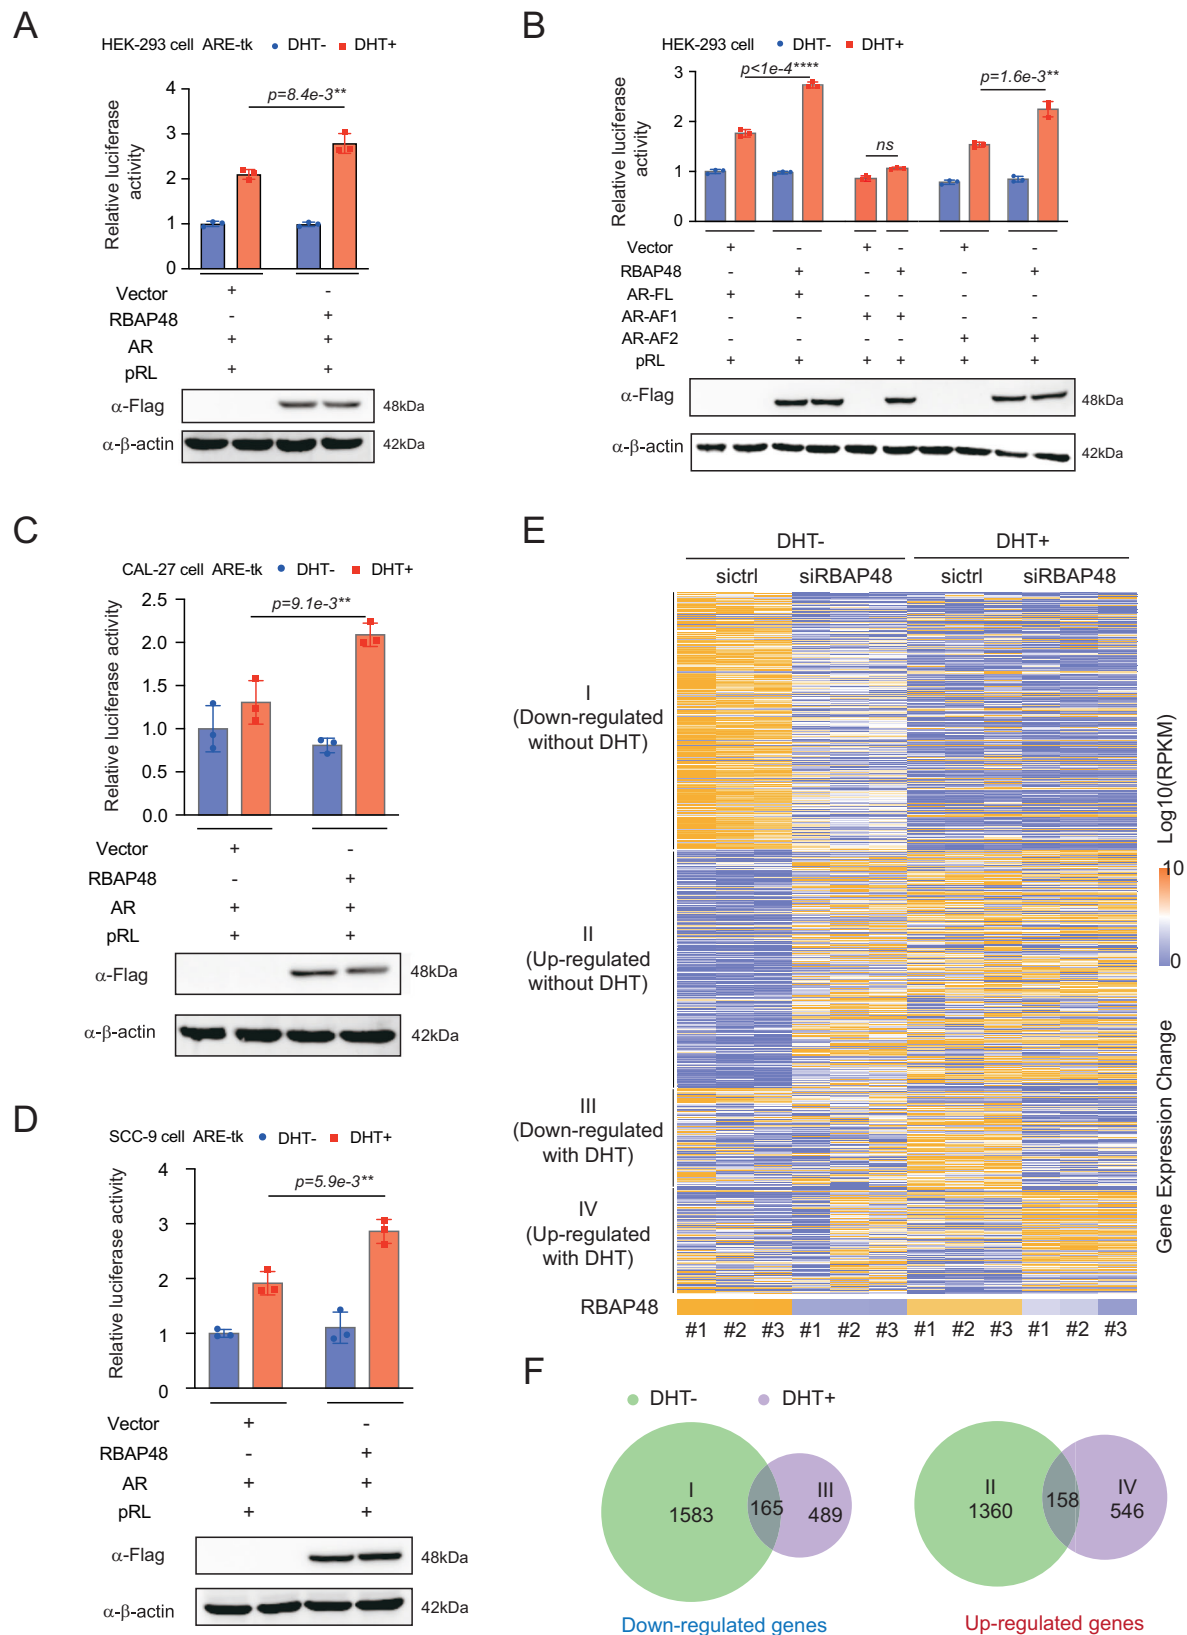 A
HEK-293 cell ARE-tk DHT- DHT+
Relative luciferase activity
4
3
2
1
0
p=8.4e-3**
Vector + -
RBAP48 - +
AR + +
pRL + +
α-Flag 48kDa
α-β-actin 42kDa
B
HEK-293 cell DHT- DHT+
Relative luciferase activity
3
2
1
0
p<1e-4****
ns
p=1.6e-3**
Vector + - + - + -
RBAP48 - + - + - +
AR-FL + + - - - -
AR-AF1 - - + + - -
AR-AF2 - - - - + +
pRL + + + + + +
α-Flag 48kDa
α-β-actin 42kDa
C
CAL-27 cell ARE-tk DHT- DHT+
Relative luciferase activity
2.5
2.0
1.5
1.0
0.5
0.0
p=9.1e-3**
Vector + -
RBAP48 - +
AR + +
pRL + +
α-Flag 48kDa
α-β-actin 42kDa
D
SCC-9 cell ARE-tk DHT- DHT+
Relative luciferase activity
4
3
2
1
0
p=5.9e-3**
Vector + -
RBAP48 - +
AR + +
pRL + +
α-Flag 48kDa
α-β-actin 42kDa
E
DHT- DHT+
sictrl siRBAP48 sictrl siRBAP48
I
(Down-regulated
without DHT)
II
(Up-regulated
without DHT)
III
(Down-regulated
with DHT)
IV
(Up-regulated
with DHT)
RBAP48
#1 #2 #3 #1 #2 #3 #1 #2 #3 #1 #2 #3
Log10(RPKM)
10
0
Gene Expression Change
F
DHT- DHT+
I
1583
165
III
489
Down-regulated genes
II
1360
158
IV
546
Up-regulated genes